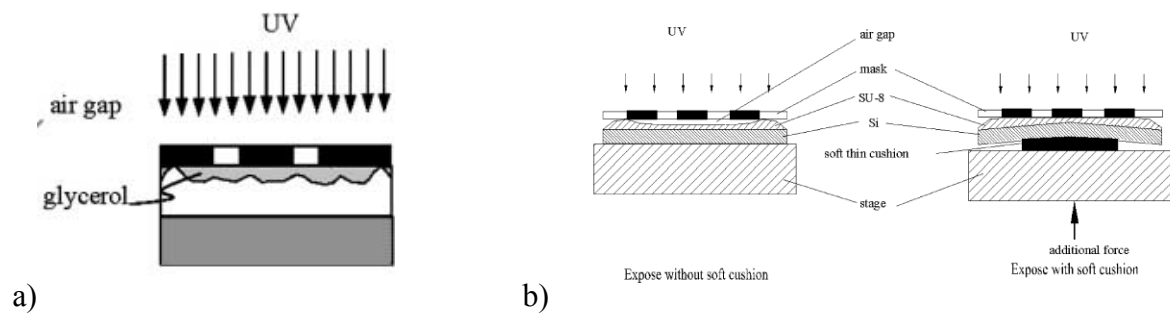 UV
air gap
glycerol
a)
UV
air gap
mask
SU-8
Si
soft thin cushion
stage
Expose without soft cushion
b)
UV
additional force
Expose with soft cushion